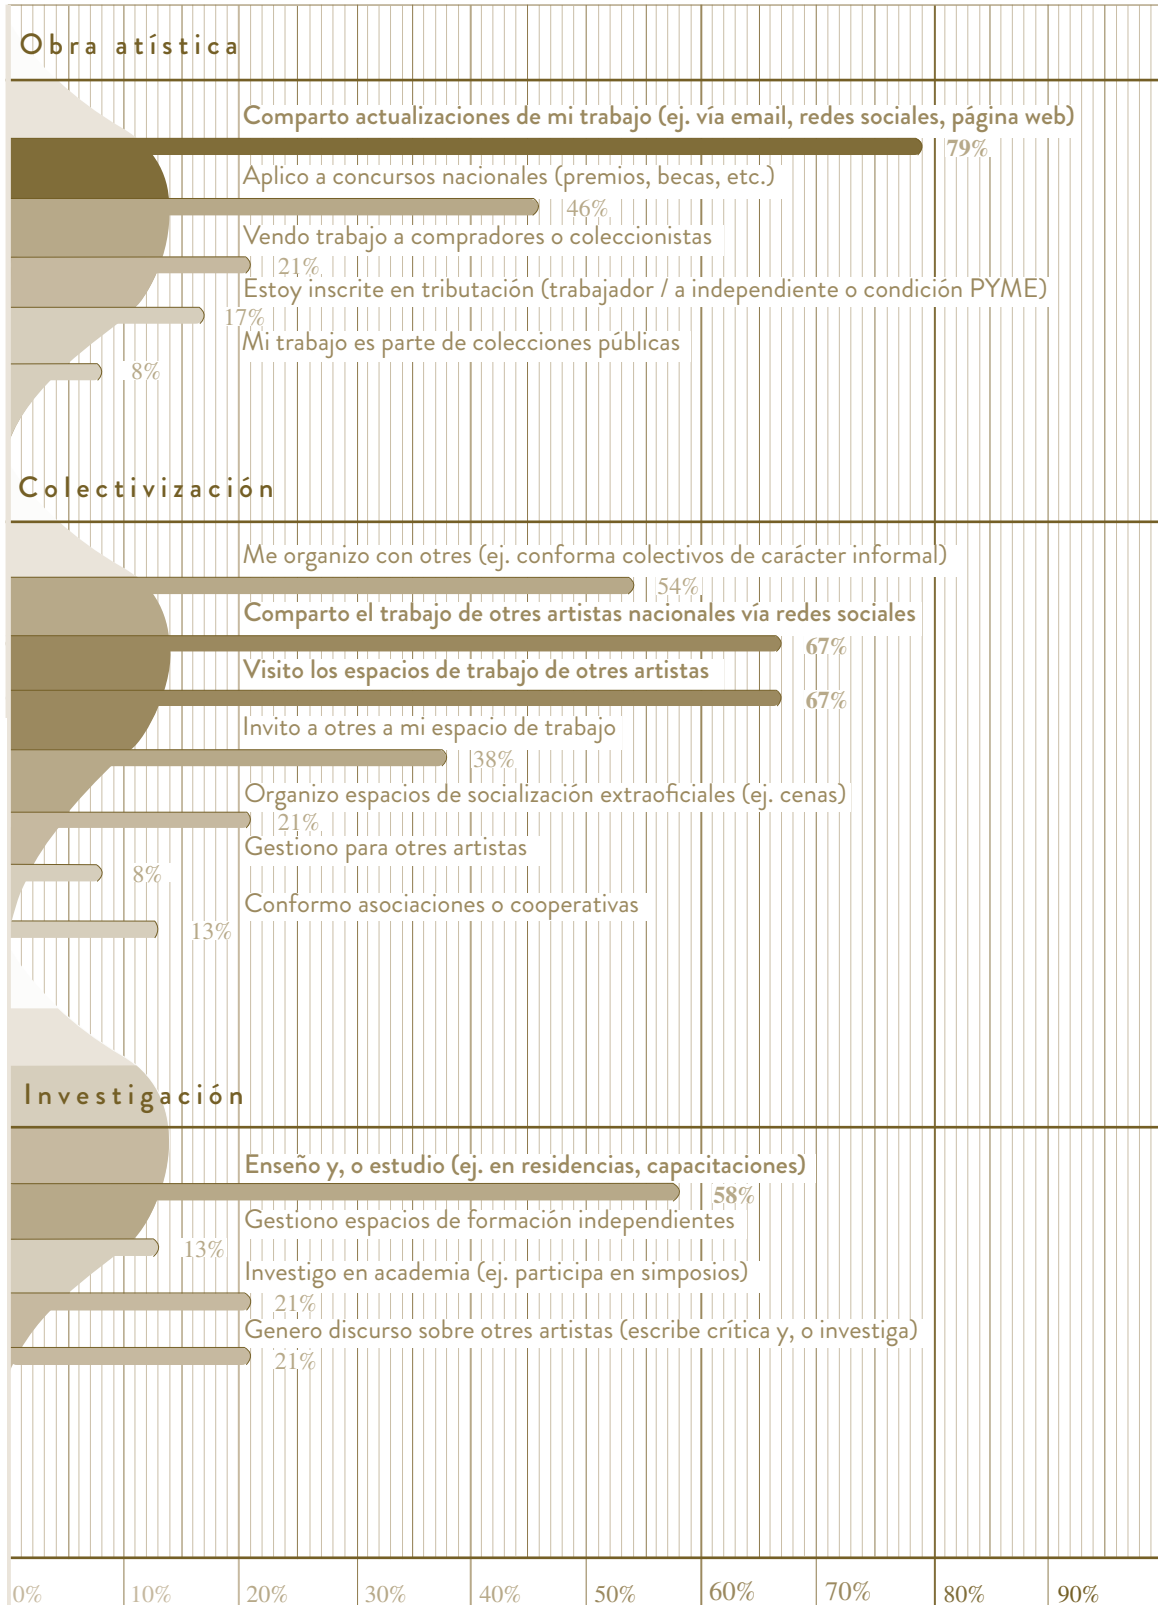 Obra atística
Comparto actualizaciones de mi trabajo (ej. vía email, redes sociales, página web)
79%
Aplico a concursos nacionales (premios, becas, etc.)
46%
Vendo trabajo a compradores o coleccionistas
21%
Estoy inscrite en tributación (trabajador / a independiente o condición PYME)
17%
Mi trabajo es parte de colecciones públicas
8%
Colectivización
Me organizo con otres (ej. conforma colectivos de carácter informal)
54%
Comparto el trabajo de otres artistas nacionales vía redes sociales
67%
Visito los espacios de trabajo de otres artistas
67%
Invito a otres a mi espacio de trabajo
38%
Organizo espacios de socialización extraoficiales (ej. cenas)
21%
Gestiono para otres artistas
8%
Conformo asociaciones o cooperativas
13%
Investigación
Enseño y, o estudio (ej. en residencias, capacitaciones)
58%
Gestiono espacios de formación independientes
13%
Investigo en academia (ej. participa en simposios)
21%
Genero discurso sobre otres artistas (escribe crítica y, o investiga)
21%
0% 10% 20% 30% 40% 50% 60% 70% 80% 90%